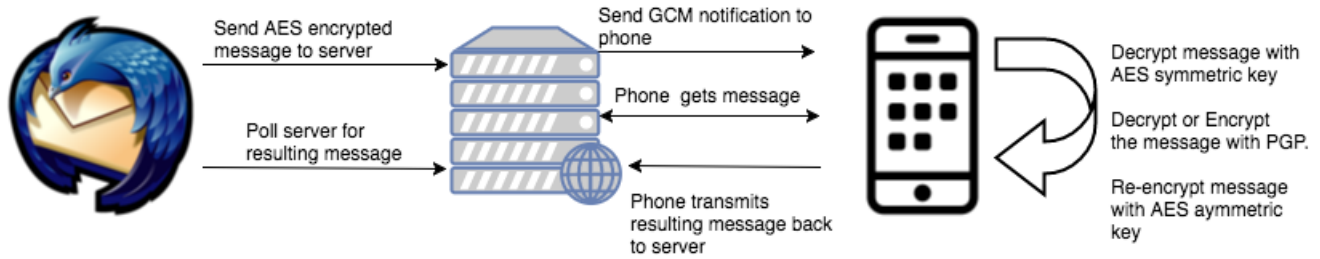 Send AES encrypted
message to server
Poll server for
resulting message
Send GCM notification to
phone
Phone gets message
Phone transmits
resulting message back
to server
Decrypt message with
AES symmetric key
Decrypt or Encrypt
the message with PGP.
Re-encrypt message
with AES aymmetric
key